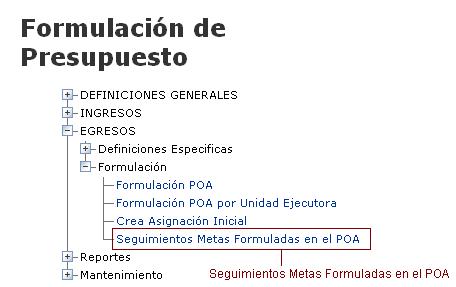 Formulación de
Presupuesto
DEFINICIONES GENERALES
INGRESOS
EGRESOS
Definiciones Especificas
Formulación
Formulación POA
Formulación POA por Unidad Ejecutora
Crea Asignación Inicial
Seguimientos Metas Formuladas en el POA
Reportes
Mantenimiento
Seguimientos Metas Formuladas en el POA